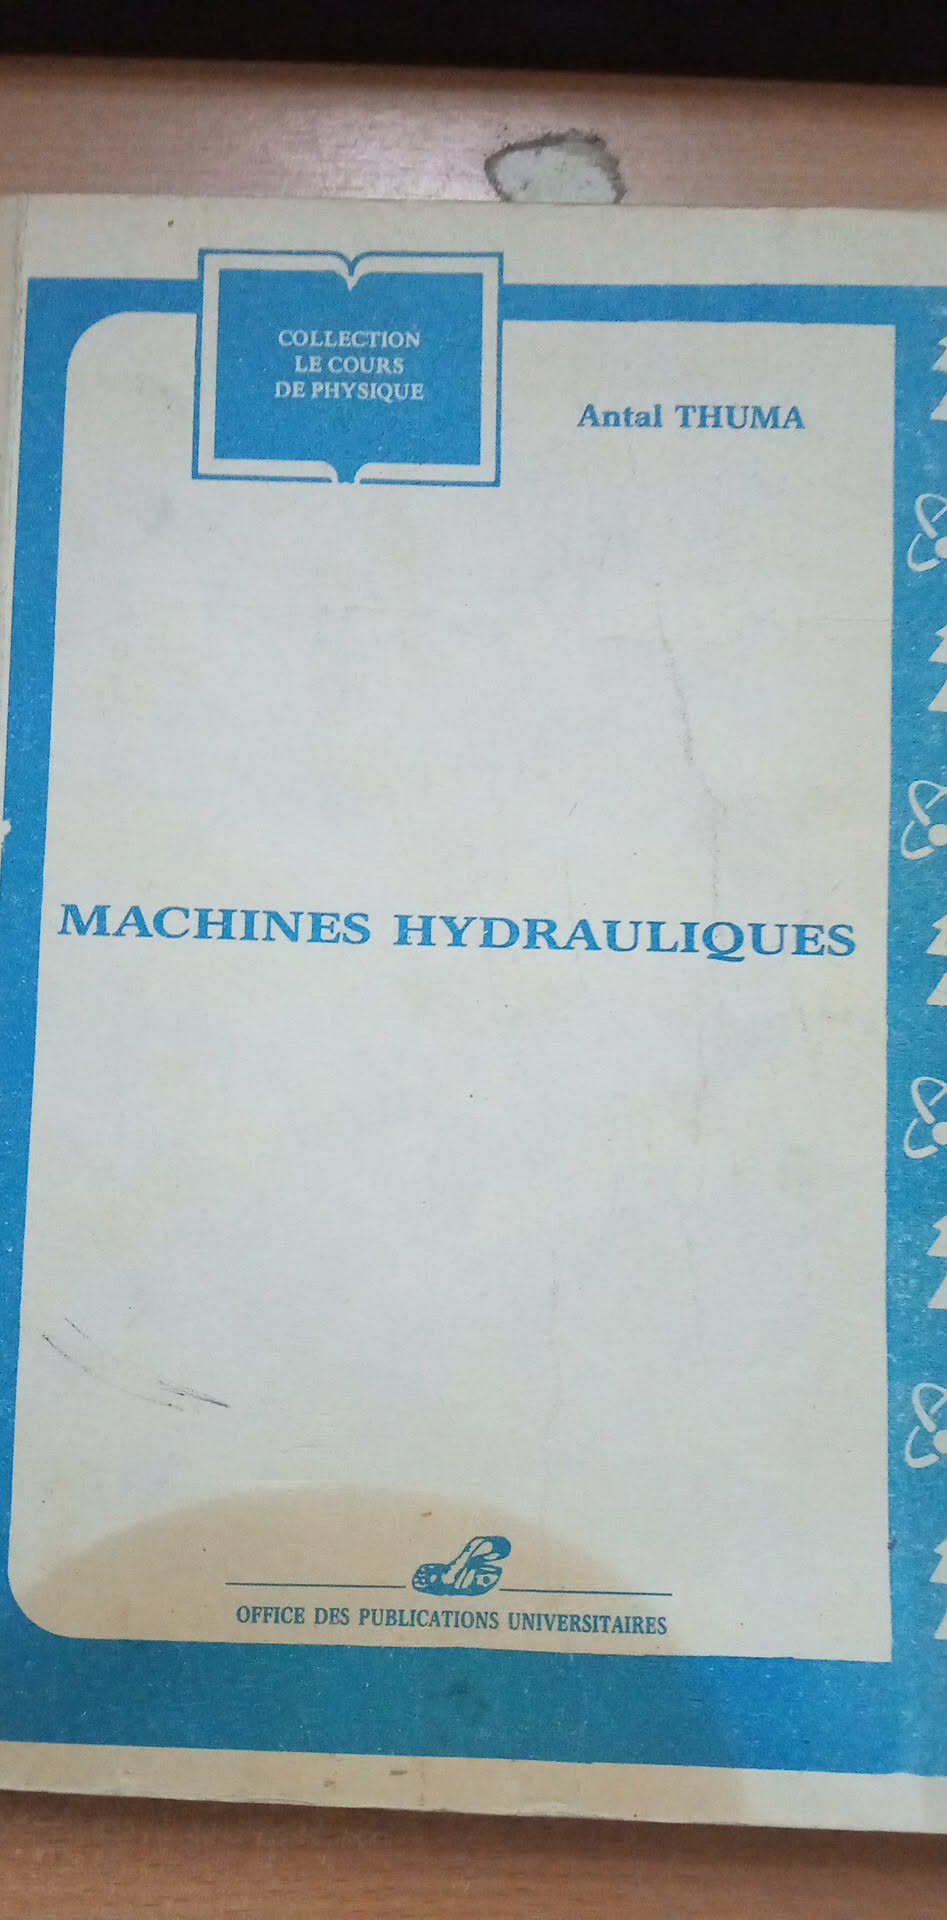 COLLECTION
LE COURS
DE PHYSIQUE
Antal THUMA
MACHINES HYDRAULIQUES
OFFICE DES PUBLICATIONS UNIVERSITAIRES